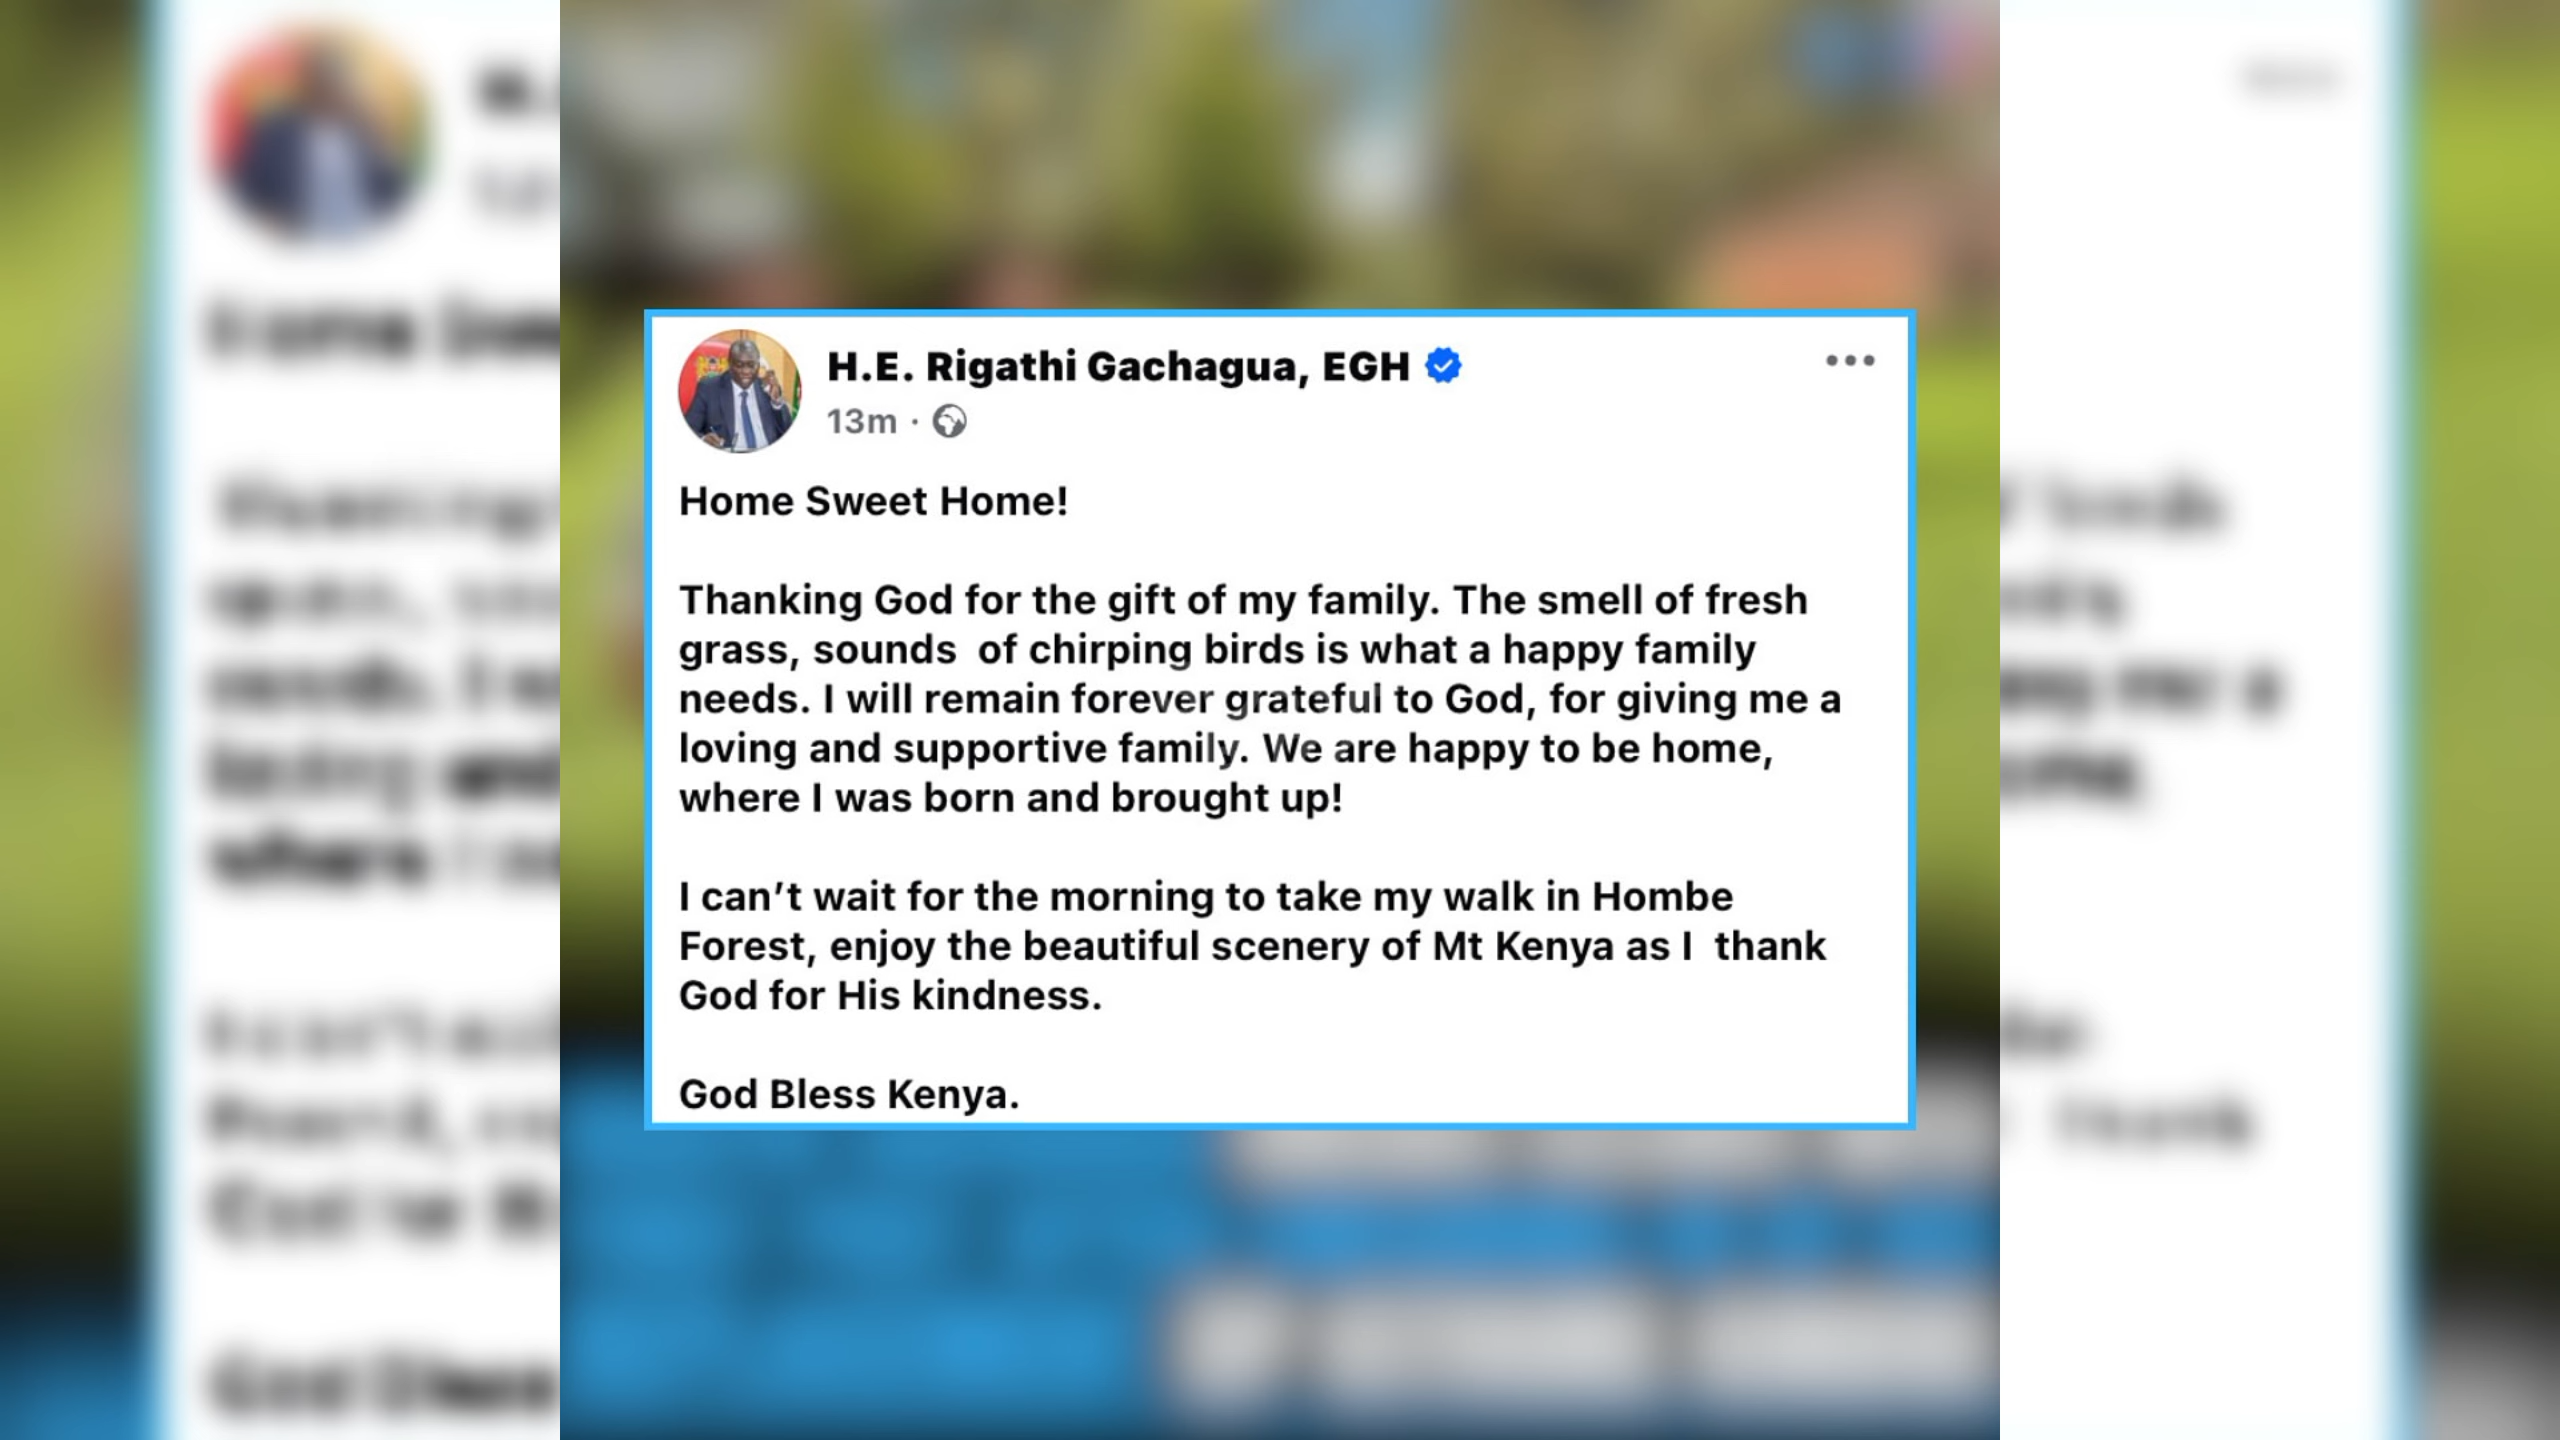 H.E. Rigathi Gachagua, EGH
13m ·
Home Sweet Home!
Thanking God for the gift of my family. The smell of fresh
grass, sounds  of chirping birds is what a happy family
needs. I will remain forever grateful to God, for giving me a
loving and supportive family. We are happy to be home,
where I was born and brought up!
I can’t wait for the morning to take my walk in Hombe
Forest, enjoy the beautiful scenery of Mt Kenya as I  thank
God for His kindness.
God Bless Kenya.